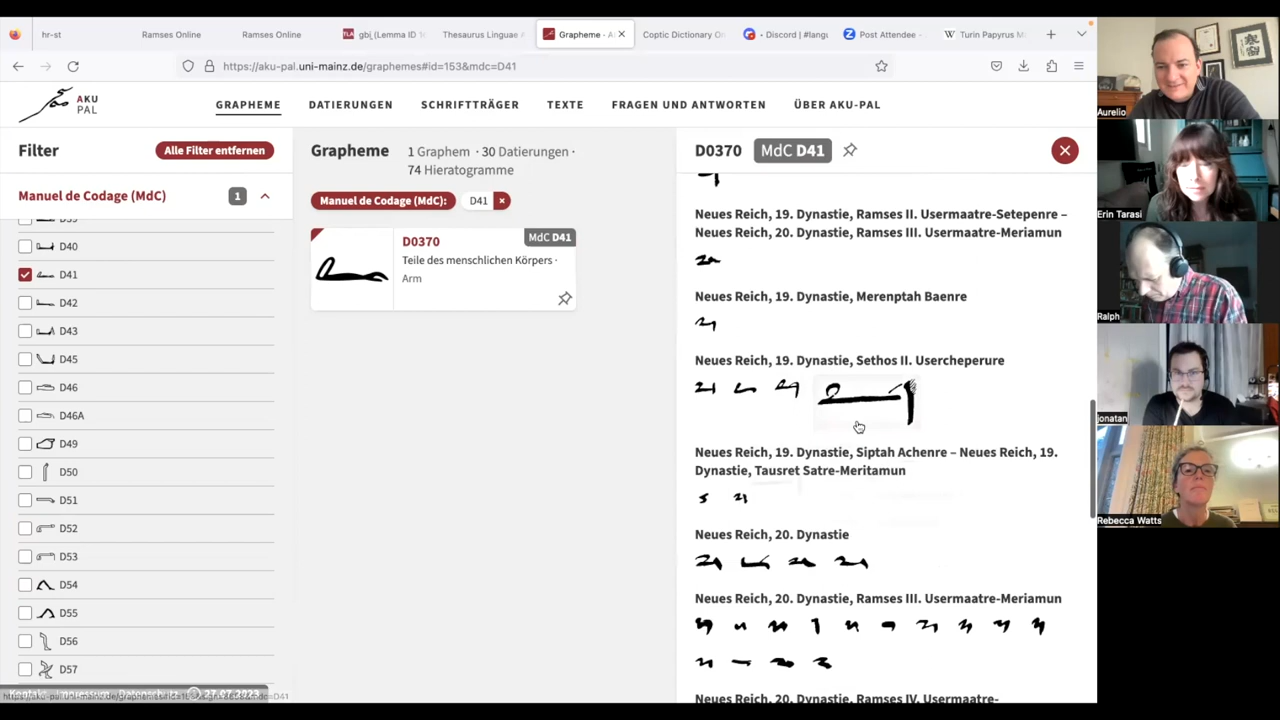 hr-st
Ramses Online
Ramses Online
TLA
Thesaurus Linguae
Grapheme
Coptic Dictionary
Discord | #langu
Post Attendee
Turin Papyrus M
https://aku-pal.uni-mainz.de/graphemes#id=153&mdc=D41
AKU
PAL
GRAPHEME
DATIERUNGEN
SCHRIFTTRÄGER
TEXTE
FRAGEN UND ANTWORTEN
ÜBER AKU-PAL
Filter
Alle Filter entfernen
Manuel de Codage (MdC)
1
D40
D41
D42
D43
D45
D46
D46A
D49
D50
D51
D52
D53
D54
D55
D56
D57
Grapheme
1 Graphem · 30 Datierungen ·
74 Hieratogramme
Manuel de Codage (MdC):
D41
D0370
MdC D41
Teile des menschlichen Körpers ·
Arm
D0370
MdC D41
Neues Reich, 19. Dynastie, Ramses II. Usermaatre-Setepenre –
Neues Reich, 20. Dynastie, Ramses III. Usermaatre-Meriamun
Neues Reich, 19. Dynastie, Merenptah Baenre
Neues Reich, 19. Dynastie, Sethos II. Usercheperure
Neues Reich, 19. Dynastie, Siptah Achenre – Neues Reich, 19.
Dynastie, Tausret Satre-Meritamun
Neues Reich, 20. Dynastie
Neues Reich, 20. Dynastie, Ramses III. Usermaatre-Meriamun
Neues Reich, 20. Dynastie, Ramses IV. Usermaatre-
Aurelio
Erin Tarasi
Ralph
jonatan
Rebecca Watts